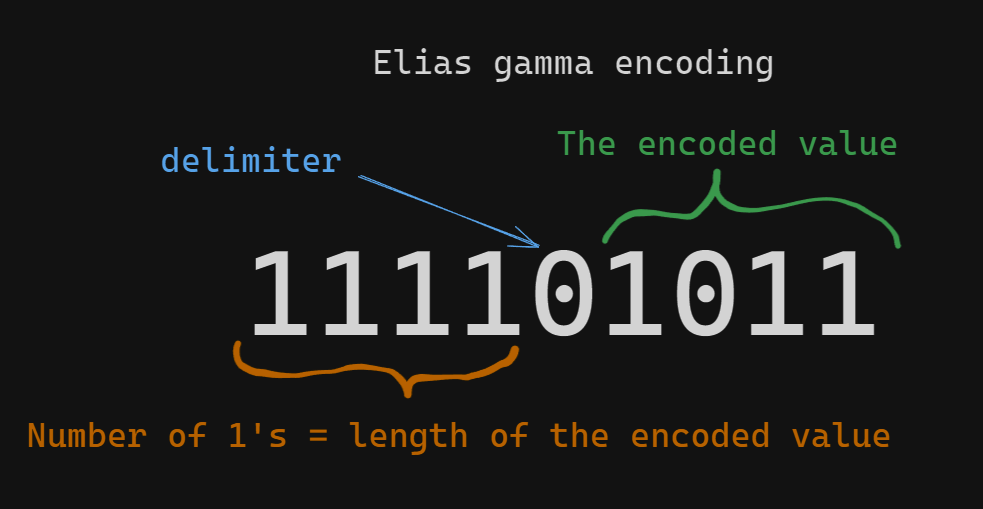 Elias gamma encoding
The encoded value
delimiter
111101011
Number of 1's = length of the encoded value